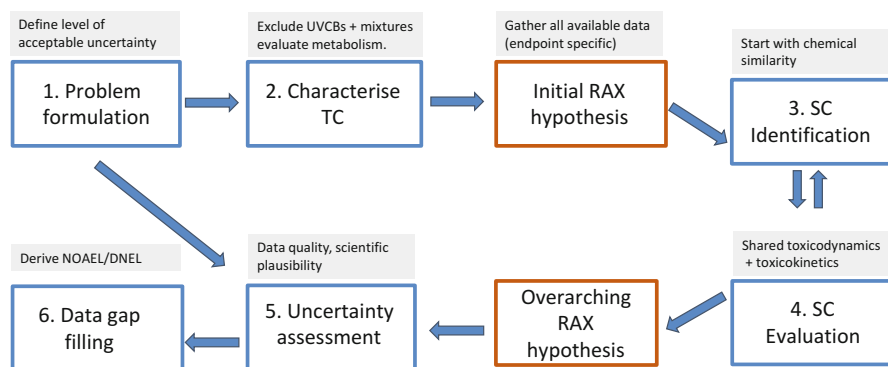 Define level of
acceptable uncertainty
1. Problem
formulation
Exclude UVCBs + mixtures
evaluate metabolism.
2. Characterise
TC
Gather all available data
(endpoint specific)
Initial RAX
hypothesis
Start with chemical
similarity
3. SC
Identification
Shared toxicodynamics
+ toxicokinetics
4. SC
Evaluation
Overarching
RAX
hypothesis
Data quality, scientific
plausibility
5. Uncertainty
assessment
Derive NOAEL/DNEL
6. Data gap
filling